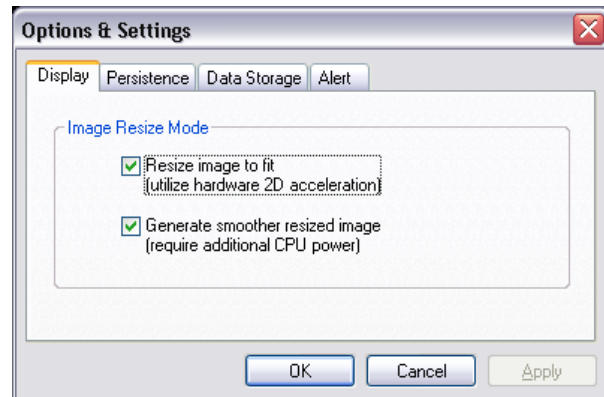 Options & Settings
Display Persistence Data Storage Alert
Image Resize Mode
Resize image to fit
(utilize hardware 2D acceleration)
Generate smoother resized image
(require additional CPU power)
OK Cancel Apply